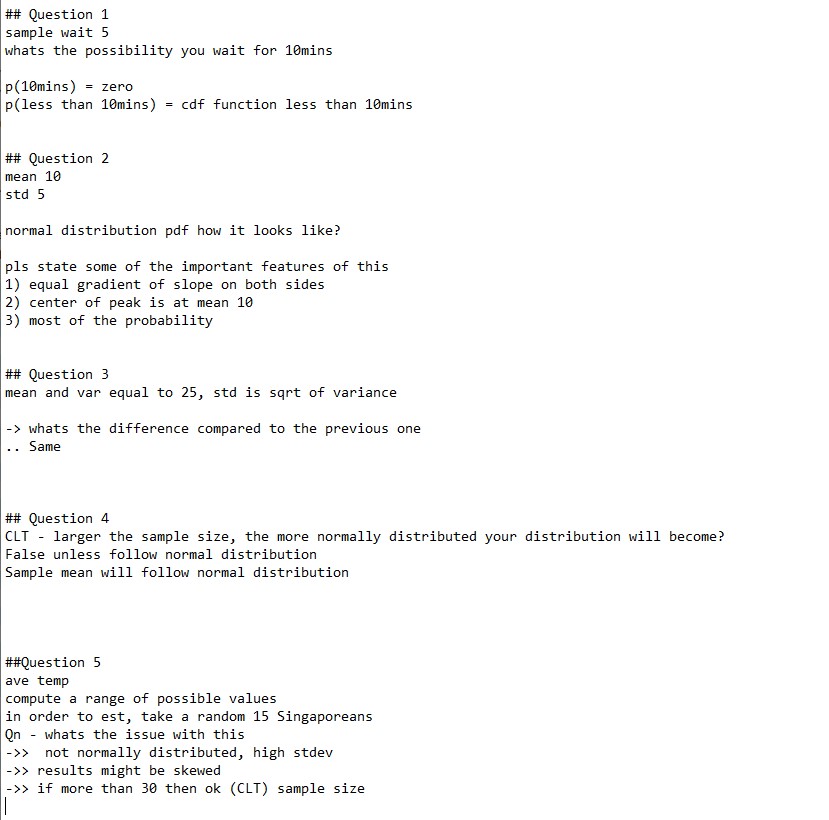 ## Question 1
sample wait 5
whats the possibility you wait for 10mins
p(10mins) = zero
p(less than 10mins) = cdf function less than 10mins
## Question 2
mean 10
std 5
normal distribution pdf how it looks like?
pls state some of the important features of this
1) equal gradient of slope on both sides
2) center of peak is at mean 10
3) most of the probability
## Question 3
mean and var equal to 25, std is sqrt of variance
-> whats the difference compared to the previous one
.. Same
## Question 4
CLT - larger the sample size, the more normally distributed your distribution will become?
False unless follow normal distribution
Sample mean will follow normal distribution
##Question 5
ave temp
compute a range of possible values
in order to est, take a random 15 Singaporeans
Qn - whats the issue with this
->>  not normally distributed, high stdev
->> results might be skewed
->> if more than 30 then ok (CLT) sample size